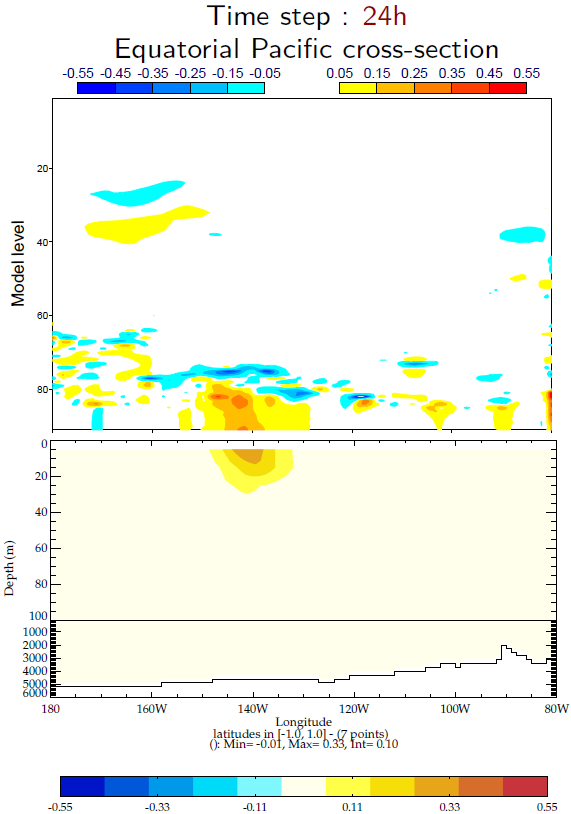 Time step : 24h
Equatorial Pacific cross-section
-0.55 -0.45 -0.35 -0.25 -0.15 -0.05 0.05 0.15 0.25 0.35 0.45 0.55
Model level
20
40
60
80
Depth (m)
0
20
40
60
80
100
1000
2000
3000
4000
5000
6000
180 160W 140W 120W 100W 80W
Longitude
latitudes in [-1.0, 1.0] - (7 points)
(): Min= -0.01, Max= 0.33, Int= 0.10
-0.55 -0.33 -0.11 0.11 0.33 0.55